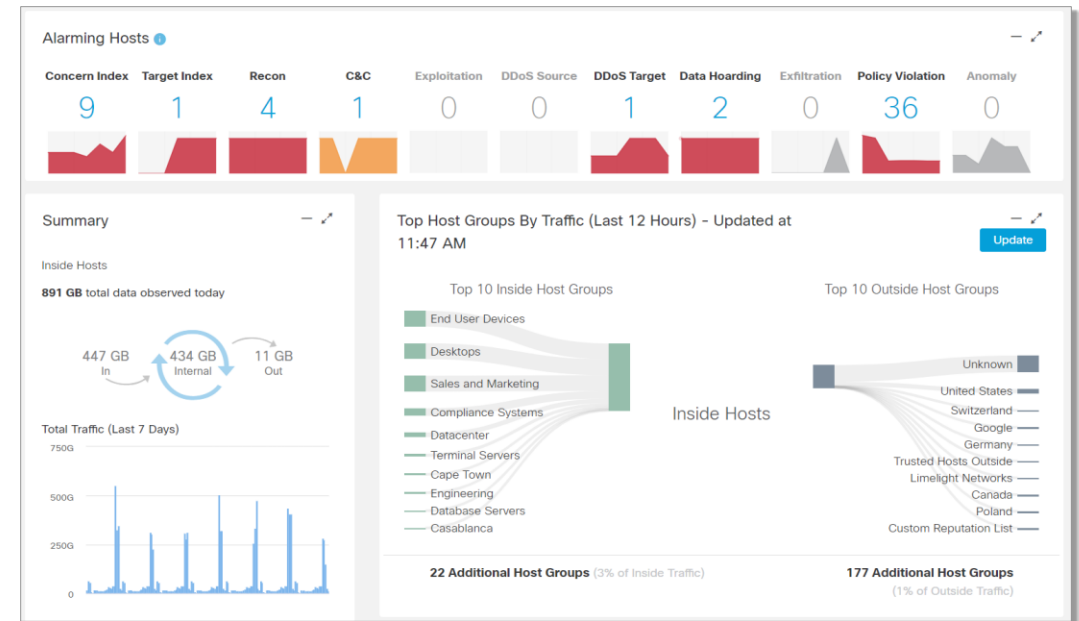 Alarming Hosts
Concern Index Target Index Recon C&C Exploitation DDoS Source DDoS Target Data Hoarding Exfiltration Policy Violation Anomaly
9 1 4 1 0 0 1 2 0 36 0
Summary
Inside Hosts
891 GB total data observed today
447 GB
In
434 GB
Internal
11 GB
Out
Total Traffic (Last 7 Days)
750G
500G
250G
0
Top Host Groups By Traffic (Last 12 Hours) - Updated at
11:47 AM
Update
Top 10 Inside Host Groups
End User Devices
Desktops
Sales and Marketing
Compliance Systems
Datacenter
Terminal Servers
Cape Town
Engineering
Database Servers
Casablanca
Inside Hosts
Top 10 Outside Host Groups
Unknown
United States
Switzerland
Google
Germany
Trusted Hosts Outside
Limelight Networks
Canada
Poland
Custom Reputation List
22 Additional Host Groups (3% of Inside Traffic)
177 Additional Host Groups
(1% of Outside Traffic)